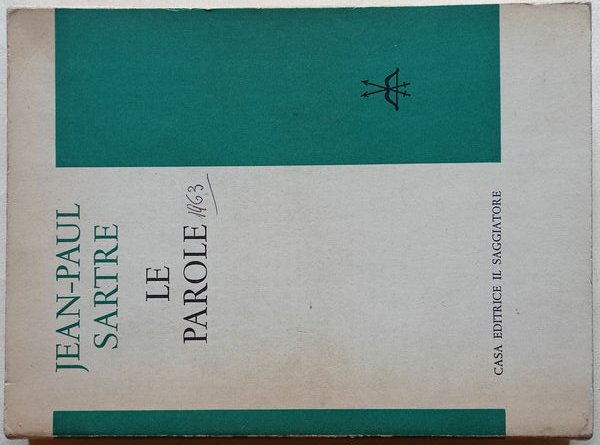 JEAN-PAUL
SARTRE
LE
PAROLE 1963
CASA EDITRICE IL SAGGIATORE